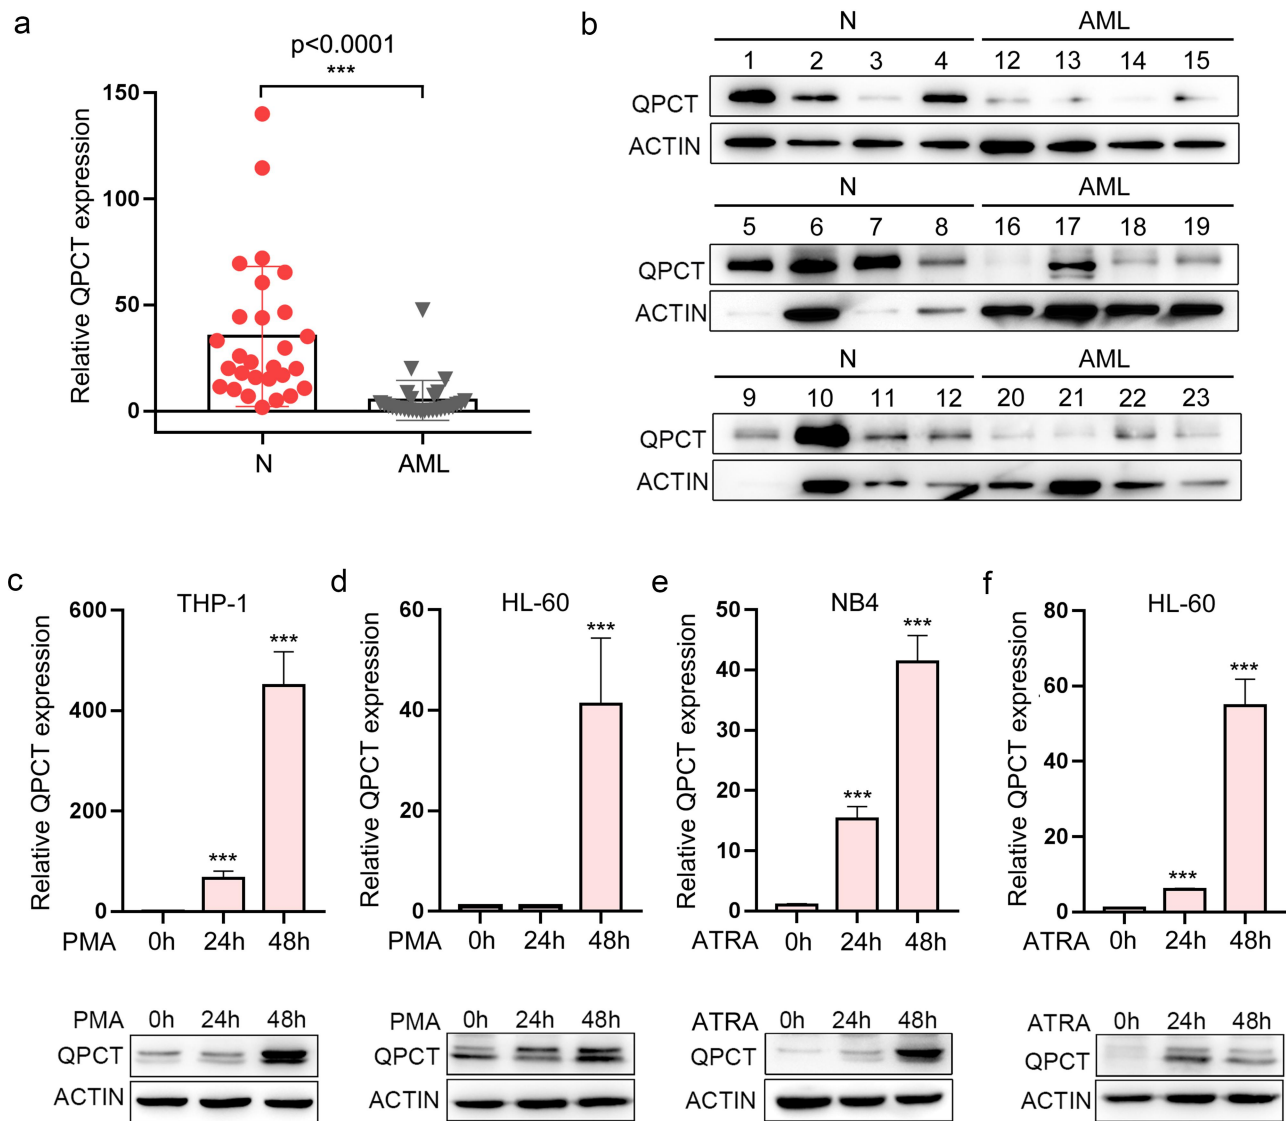 a
p<0.0001
***
Relative QPCT expression
150
100
50
0
N AML
b
N AML
1 2 3 4 12 13 14 15
QPCT
ACTIN
N AML
5 6 7 8 16 17 18 19
QPCT
ACTIN
N AML
9 10 11 12 20 21 22 23
QPCT
ACTIN
c
THP-1
Relative QPCT expression
600
400
200
0
***
***
PMA 0h 24h 48h
PMA 0h 24h 48h
QPCT
ACTIN
d
HL-60
Relative QPCT expression
60
40
20
0
***
PMA 0h 24h 48h
PMA 0h 24h 48h
QPCT
ACTIN
e
NB4
Relative QPCT expression
50
40
30
20
10
0
***
***
ATRA 0h 24h 48h
ATRA 0h 24h 48h
QPCT
ACTIN
f
HL-60
Relative QPCT expression
80
60
40
20
0
***
***
ATRA 0h 24h 48h
ATRA 0h 24h 48h
QPCT
ACTIN